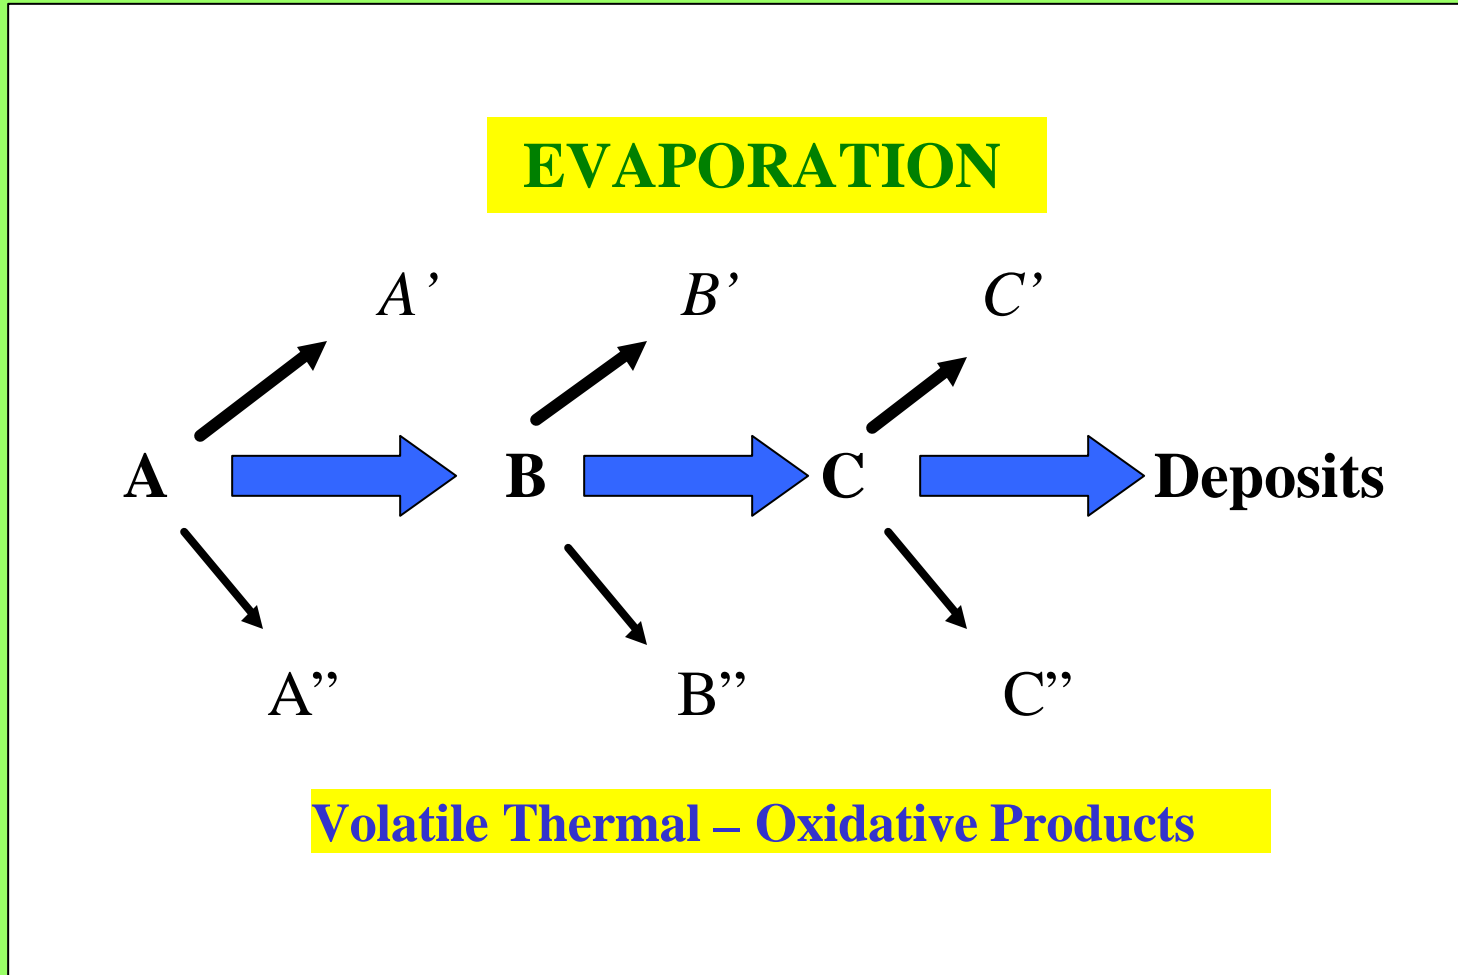 EVAPORATION
A’ B’ C’
A B C Deposits
A” B” C”
Volatile Thermal – Oxidative Products